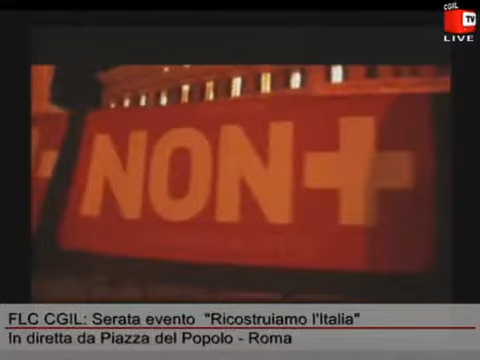 CGIL
TV
LIVE
NON+
FLC CGIL: Serata evento "Ricostruiamo l'Italia"
In diretta da Piazza del Popolo - Roma